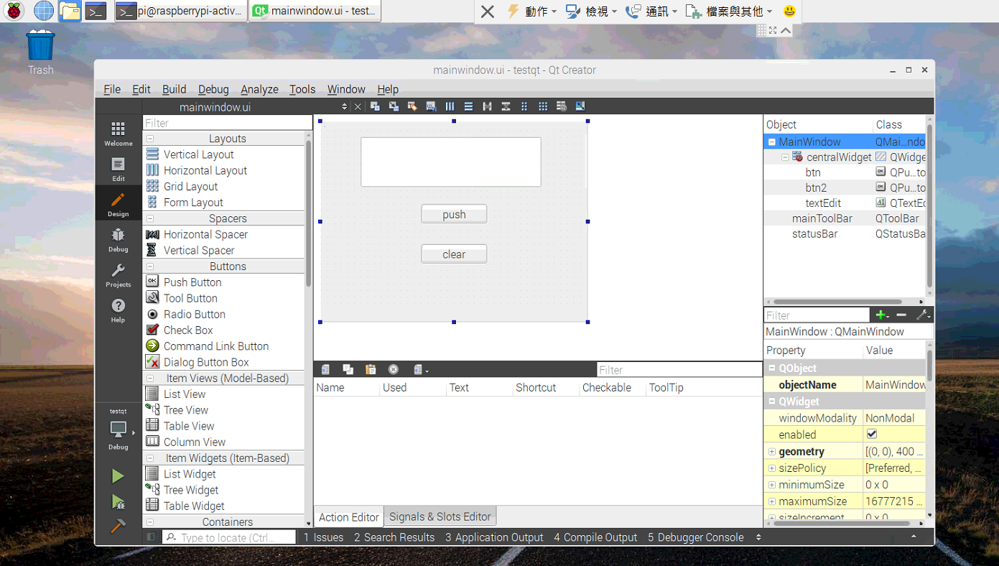 pi@raspberrypi-activ...
Qt mainwindow.ui - test...
動作
檢視
通訊
檔案與其他
Trash
mainwindow.ui - testqt - Qt Creator
File Edit Build Debug Analyze Tools Window Help
mainwindow.ui
Welcome
Edit
Design
Debug
Projects
Help
testqt
Debug
Filter
Layouts
Vertical Layout
Horizontal Layout
Grid Layout
Form Layout
Spacers
Horizontal Spacer
Vertical Spacer
Buttons
OK Push Button
Tool Button
Radio Button
Check Box
Command Link Button
Dialog Button Box
Item Views (Model-Based)
List View
Tree View
Table View
Column View
Item Widgets (Item-Based)
List Widget
Tree Widget
Table Widget
Containers
push
clear
Filter
Name Used Text Shortcut Checkable ToolTip
Action Editor Signals & Slots Editor
Object Class
MainWindow QMai...ndo
centralWidget QWidge
btn OK QPu...to
btn2 OK QPu...to
textEdit AI QTextEd
mainToolBar QToolBar
statusBar QStatusBa
Filter
MainWindow : QMainWindow
Property Value
QObject
objectName MainWindow
QWidget
windowModality NonModal
enabled
geometry [(0, 0), 400 ...
sizePolicy [Preferred, ...
minimumSize 0 x 0
maximumSize 16777215 ...
sizeIncrement 0 x 0
Type to locate (Ctrl...
1 Issues 2 Search Results 3 Application Output 4 Compile Output 5 Debugger Console